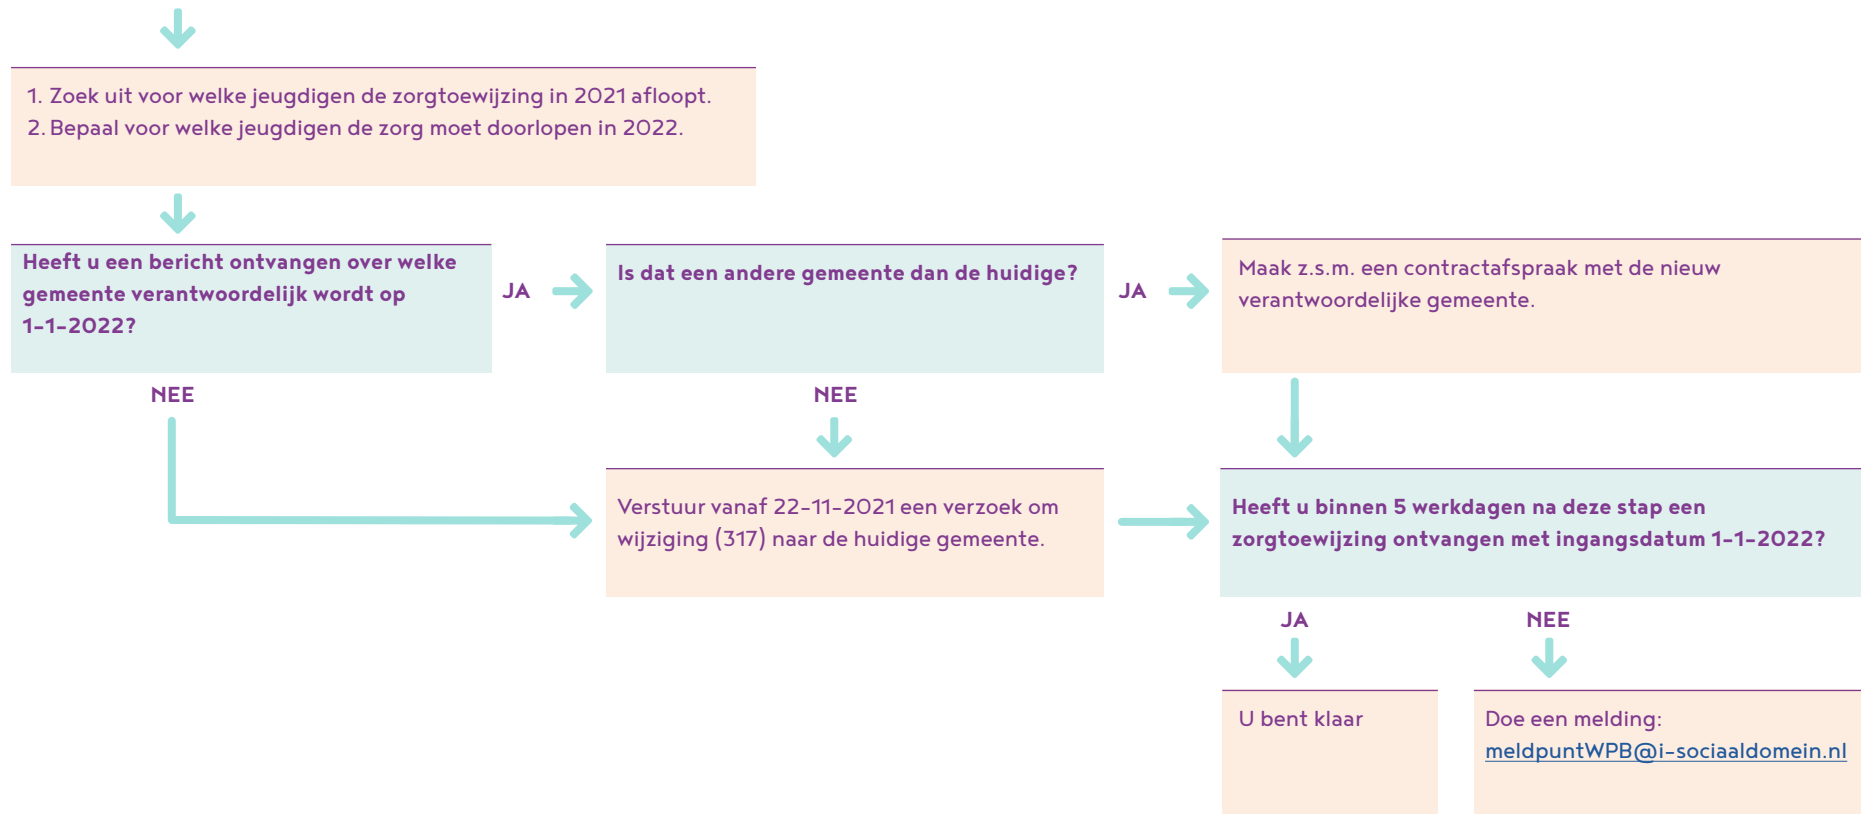 1. Zoek uit voor welke jeugdigen de zorgtoewijzing in 2021 afloopt.
2. Bepaal voor welke jeugdigen de zorg moet doorlopen in 2022.
Heeft u een bericht ontvangen over welke
gemeente verantwoordelijk wordt op
1-1-2022?
JA
Is dat een andere gemeente dan de huidige?
JA
Maak z.s.m. een contractafspraak met de nieuw
verantwoordelijke gemeente.
NEE
NEE
Verstuur vanaf 22-11-2021 een verzoek om
wijziging (317) naar de huidige gemeente.
Heeft u binnen 5 werkdagen na deze stap een
zorgtoewijzing ontvangen met ingangsdatum 1-1-2022?
JA
NEE
U bent klaar
Doe een melding:
meldpuntWPB@i-sociaaldomein.nl